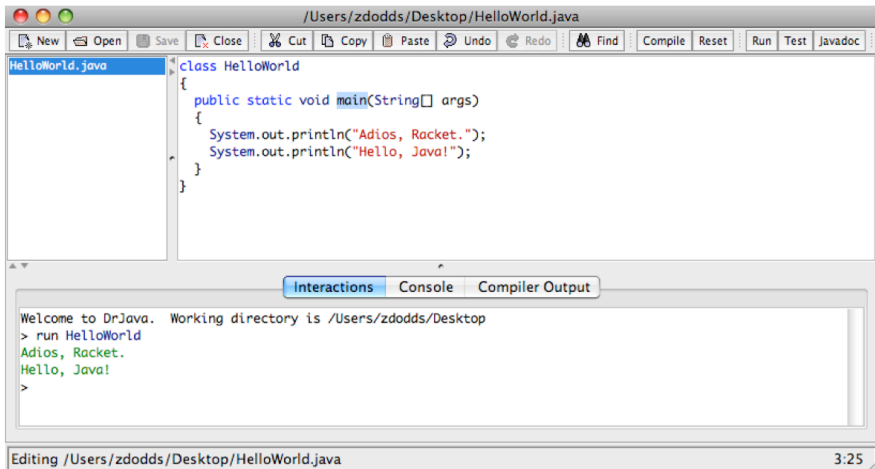 /Users/zdodds/Desktop/HelloWorld.java
New Open Save Close Cut Copy Paste Undo Redo Find Compile Reset Run Test Javadoc
HelloWorld.java
class HelloWorld
{
  public static void main(String[] args)
  {
    System.out.println("Adios, Racket.");
    System.out.println("Hello, Java!");
  }
}
Interactions Console Compiler Output
Welcome to DrJava.  Working directory is /Users/zdodds/Desktop
> run HelloWorld
Adios, Racket.
Hello, Java!
>
Editing /Users/zdodds/Desktop/HelloWorld.java 3:25